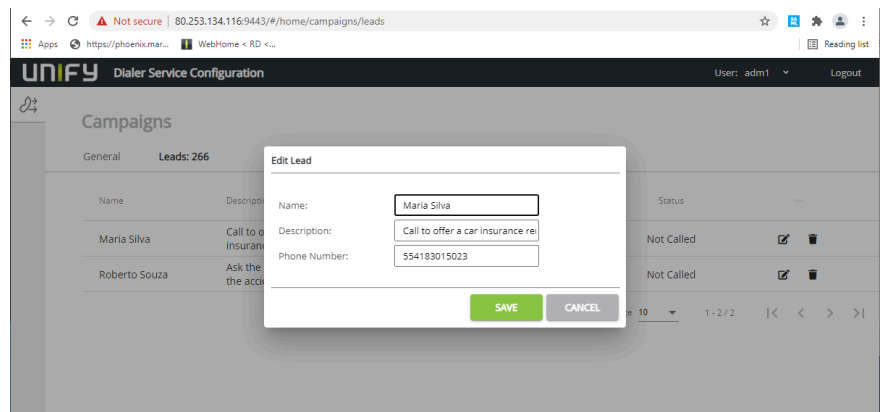 Not secure 80.253.134.116:9443/#/home/campaigns/leads
Apps https://phoenix.mar... WebHome < RD <... Reading list
UNIFY Dialer Service Configuration User: adm1 Logout
Campaigns
General Leads: 266
Edit Lead
Name Status
Name: Maria Silva
Maria Silva Call to o Not Called
insuran
Description: Call to offer a car insurance
Phone Number: 554183015023
Roberto Souza Ask the Not Called
the acci
SAVE CANCEL
10 1 - 2 / 2